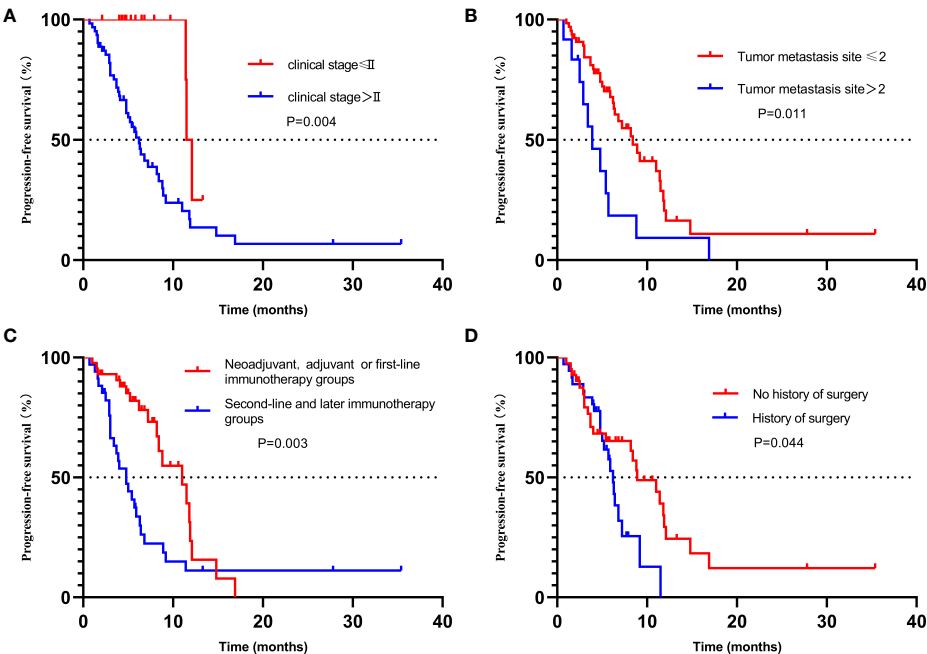 A
Progression-free survival (%)
100
50
0
clinical stage≤Ⅱ
clinical stage>Ⅱ
P=0.004
0 10 20 30 40
Time (months)
B
Progression-free survival (%)
100
50
0
Tumor metastasis site ≤2
Tumor metastasis site>2
P=0.011
0 10 20 30 40
Time (months)
C
Progression-free survival (%)
100
50
0
Neoadjuvant, adjuvant or first-line
immunotherapy groups
Second-line and later immunotherapy
groups
P=0.003
0 10 20 30 40
Time (months)
D
Progression-free survival (%)
100
50
0
No history of surgery
History of surgery
P=0.044
0 10 20 30 40
Time (months)